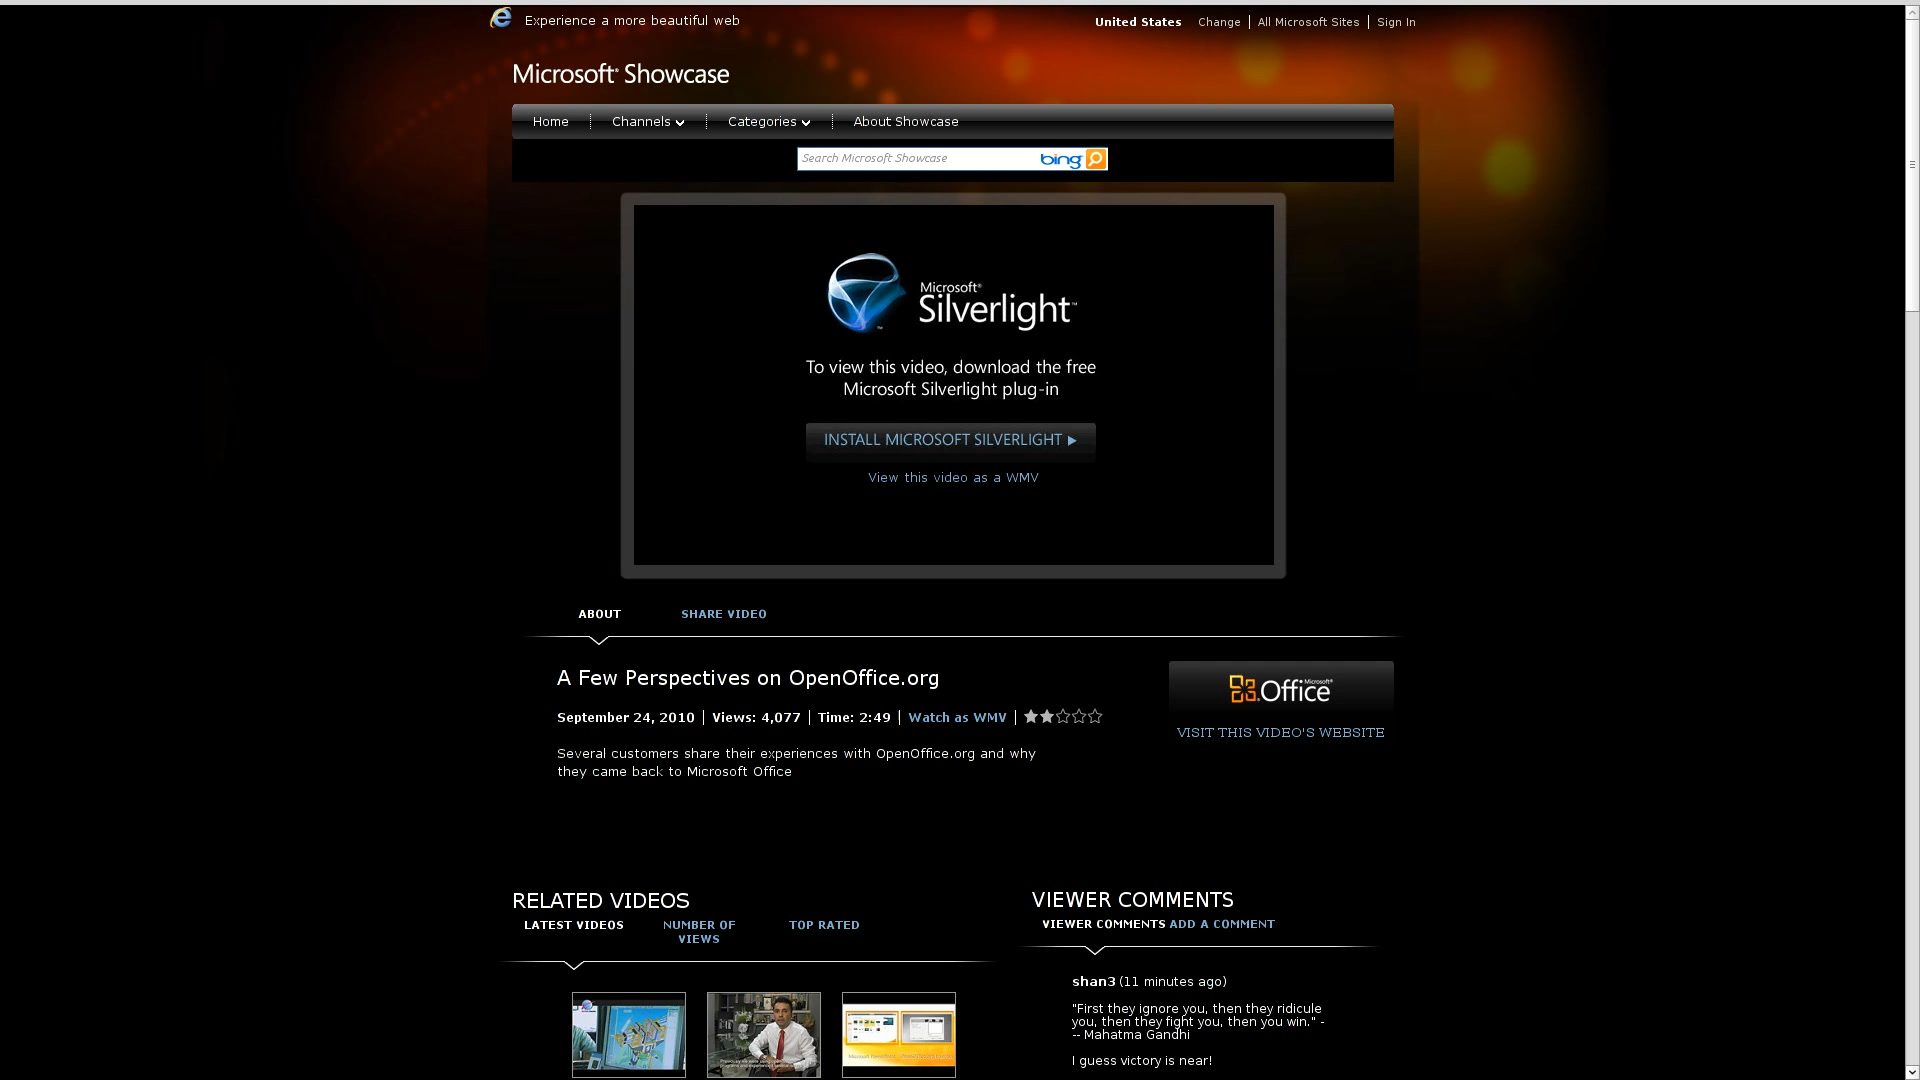 Experience a more beautiful web
United States Change All Microsoft Sites Sign In
Microsoft® Showcase
Home Channels Categories About Showcase
Search Microsoft Showcase bing
Microsoft®
Silverlight™
To view this video, download the free
Microsoft Silverlight plug-in
INSTALL MICROSOFT SILVERLIGHT
View this video as a WMV
ABOUT SHARE VIDEO
A Few Perspectives on OpenOffice.org
Microsoft®
Office
September 24, 2010 Views: 4,077 Time: 2:49 Watch as WMV
VISIT THIS VIDEO'S WEBSITE
Several customers share their experiences with OpenOffice.org and why
they came back to Microsoft Office
RELATED VIDEOS
LATEST VIDEOS NUMBER OF VIEWS TOP RATED
VIEWER COMMENTS
VIEWER COMMENTS ADD A COMMENT
shan3 (11 minutes ago)
"First they ignore you, then they ridicule
you, then they fight you, then you win." -
-- Mahatma Gandhi
I guess victory is near!